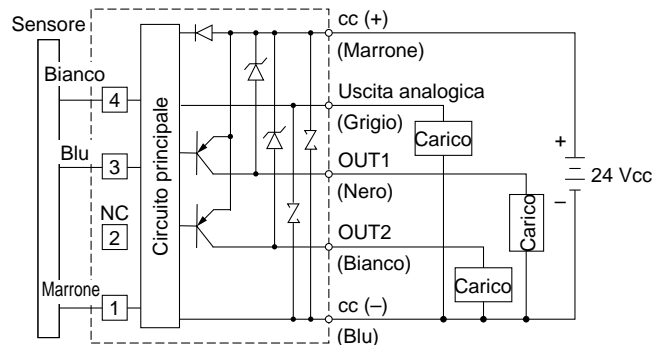 Sensore
Bianco
4
Blu
3
NC
2
Marrone
1
Circuito principale
cc (+)
(Marrone)
Uscita analogica
(Grigio)
Carico
OUT1
(Nero)
Carico
OUT2
(Bianco)
Carico
cc (–)
(Blu)
+
24 Vcc
–